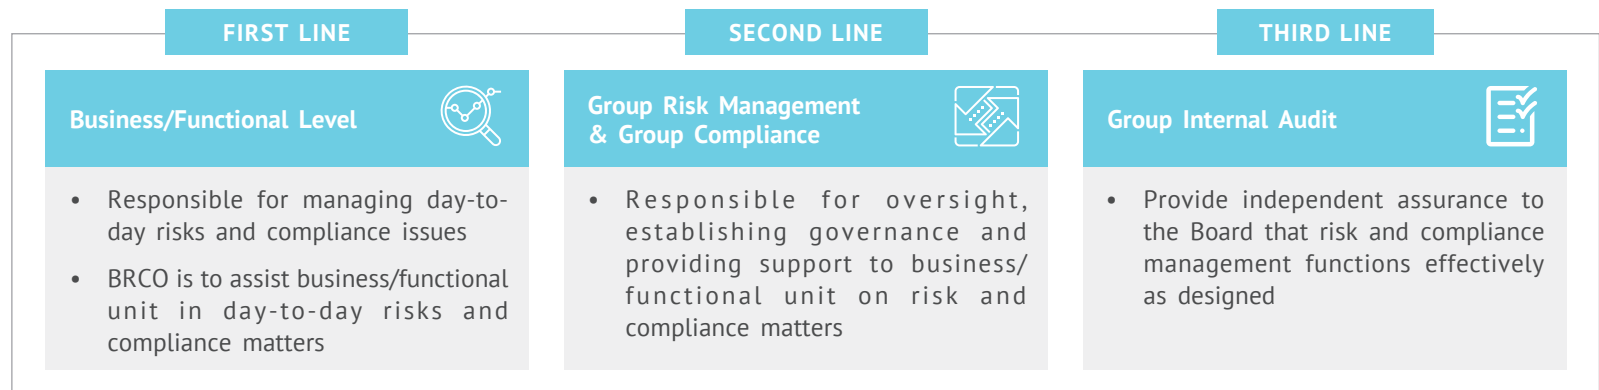 FIRST LINE
Business/Functional Level
• Responsible for managing day-to-
day risks and compliance issues
• BRCO is to assist business/functional
unit in day-to-day risks and
compliance matters
SECOND LINE
Group Risk Management
& Group Compliance
• Responsible for oversight,
establishing governance and
providing support to business/
functional unit on risk and
compliance matters
THIRD LINE
Group Internal Audit
• Provide independent assurance to
the Board that risk and compliance
management functions effectively
as designed